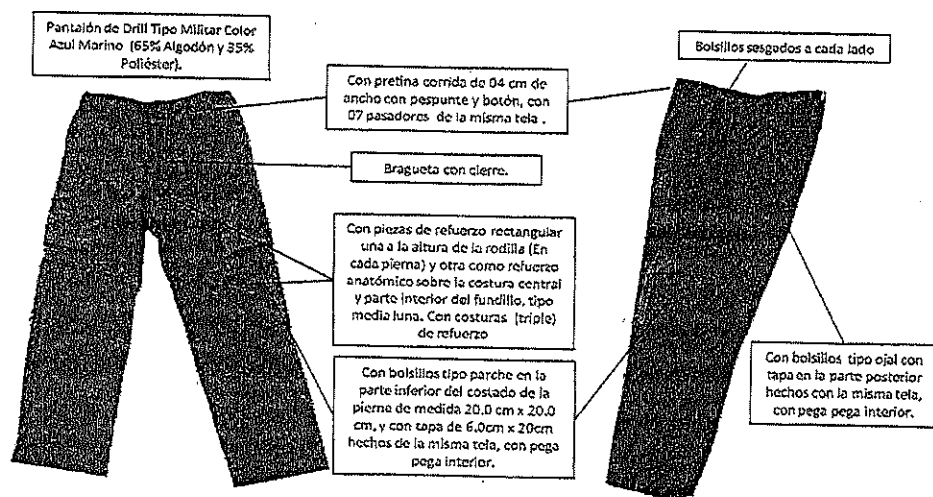 Pantalón de Drill Tipo Militar Color
Azul Marino (65% Algodón y 35%
Poliéster).
Bolsillos sesgados a cada lado
Con pretina corrida de 04 cm de
ancho con pespunte y botón, con
07 pasadores de la misma tela .
Bragueta con cierre.
Con piezas de refuerzo rectangular
una a la altura de la rodilla (En
cada pierna) y otra como refuerzo
anatómico sobre la costura central
y parte interior del fundillo, tipo
media luna. Con costuras (triple)
de refuerzo
Con bolsillos tipo parche en la
parte inferior del costado de la
pierna de medida 20.0 cm x 20.0
cm, y con tapa de 6.0cm x 20cm
hechos de la misma tela, con pega
pega interior.
Con bolsillos tipo ojal con
tapa en la parte posterior
hechos con la misma tela,
con pega pega interior.